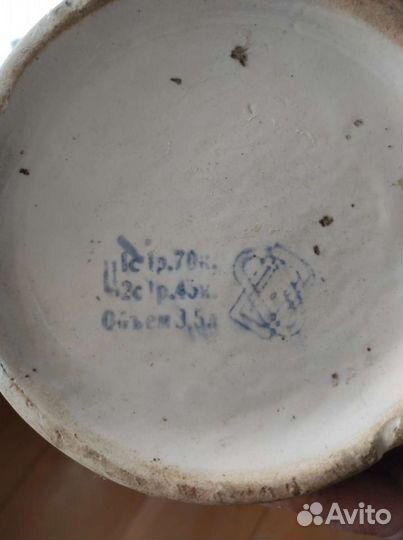 Ц 1с 1р.70к.
2с 1р.45к.
Объем 3,5л
Avito